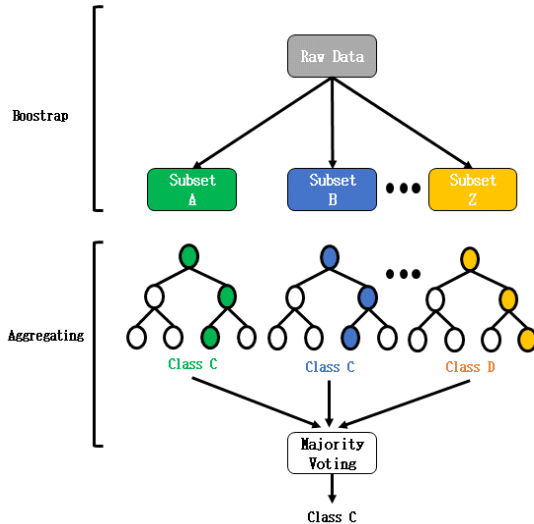 Raw Data
Boostrap
Subset
A
Subset
B
Subset
Z
Aggregating
Class C
Class C
Class D
Majority
Voting
Class C